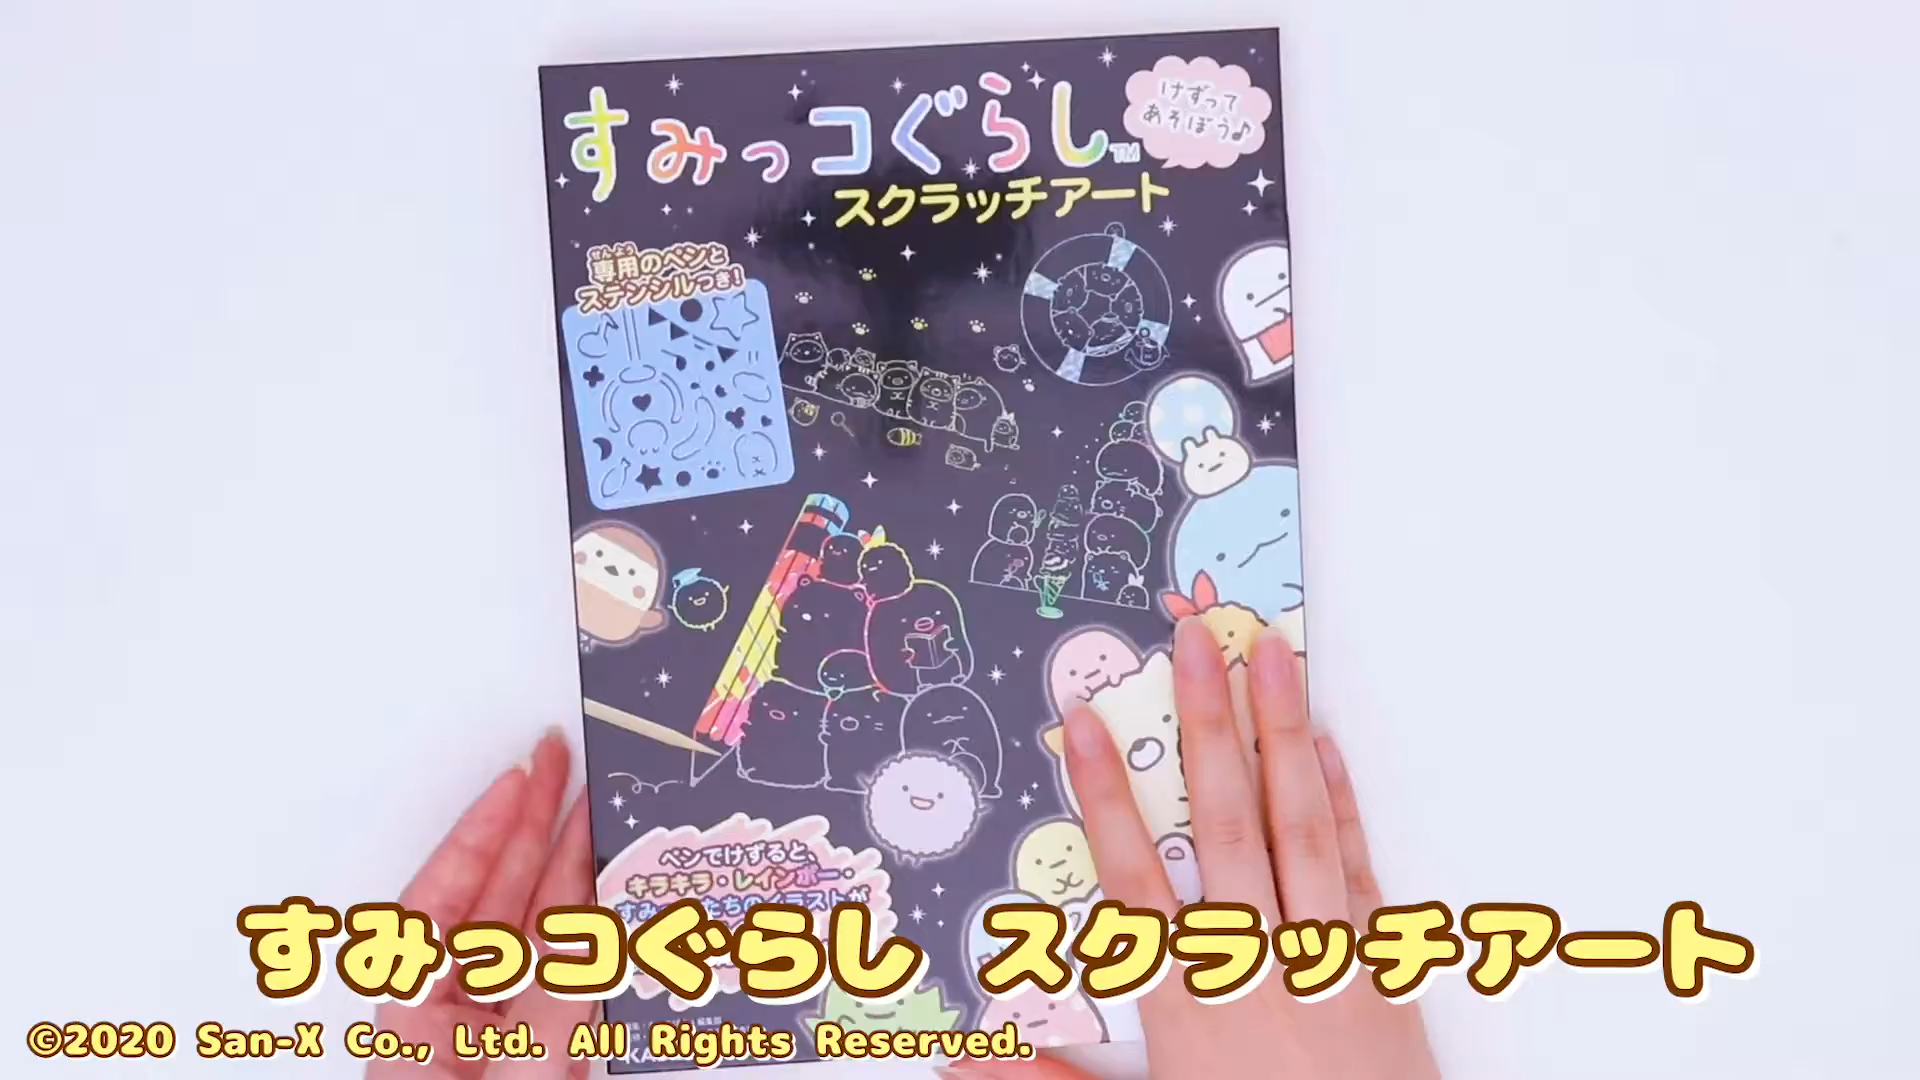 すみっコぐらし™
スクラッチアート
けずって
あそぼう♪
せんよう
専用のペンと
ステンシルつき!
ペンでけずると、
キラキラ・レインボー・
すみっコぐらし スクラッチアート
©2020 San-X Co., Ltd. All Rights Reserved.